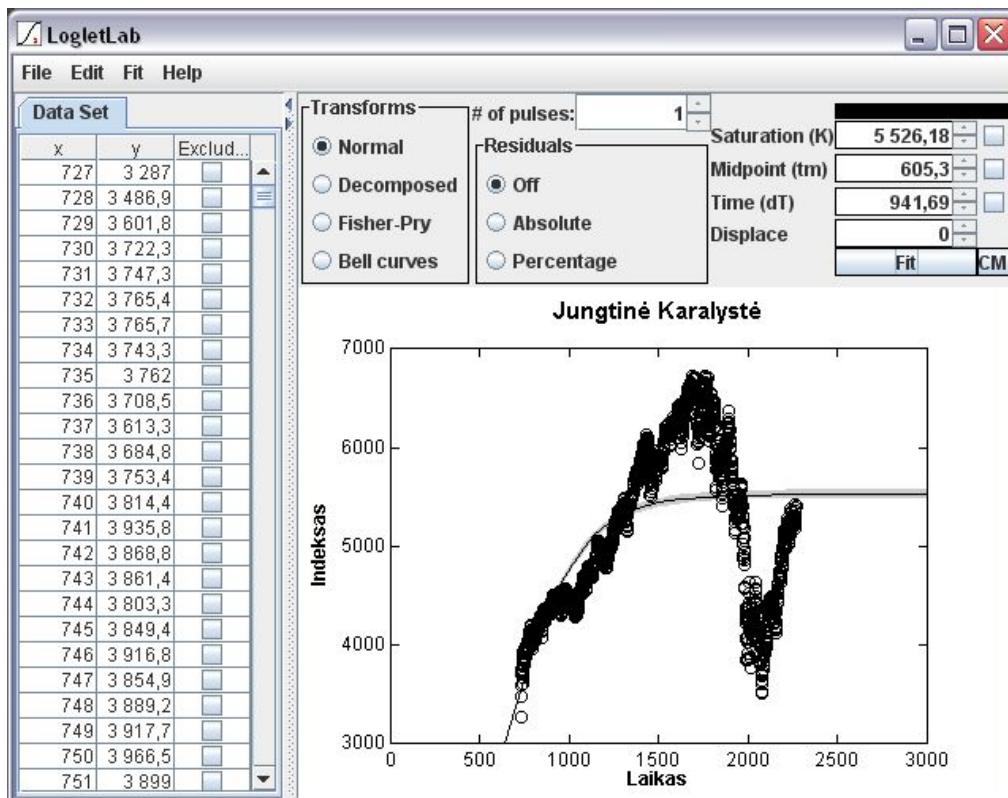 LogletLab
File Edit Fit Help
Data Set
x y Exclud...
727 3 287
728 3 486,9
729 3 601,8
730 3 722,3
731 3 747,3
732 3 765,4
733 3 765,7
734 3 743,3
735 3 762
736 3 708,5
737 3 613,3
738 3 684,8
739 3 753,4
740 3 814,4
741 3 935,8
742 3 868,8
743 3 861,4
744 3 803,3
745 3 849,4
746 3 916,8
747 3 854,9
748 3 889,2
749 3 917,7
750 3 966,5
751 3 899
Transforms
Normal
Decomposed
Fisher-Pry
Bell curves
# of pulses: 1
Residuals
Off
Absolute
Percentage
Saturation (K) 5 526,18
Midpoint (tm) 605,3
Time (dT) 941,69
Displace 0
Fit CM
Jungtinė Karalystė
7000
6000
5000
4000
3000
Indeksas
0 500 1000 1500 2000 2500 3000
Laikas